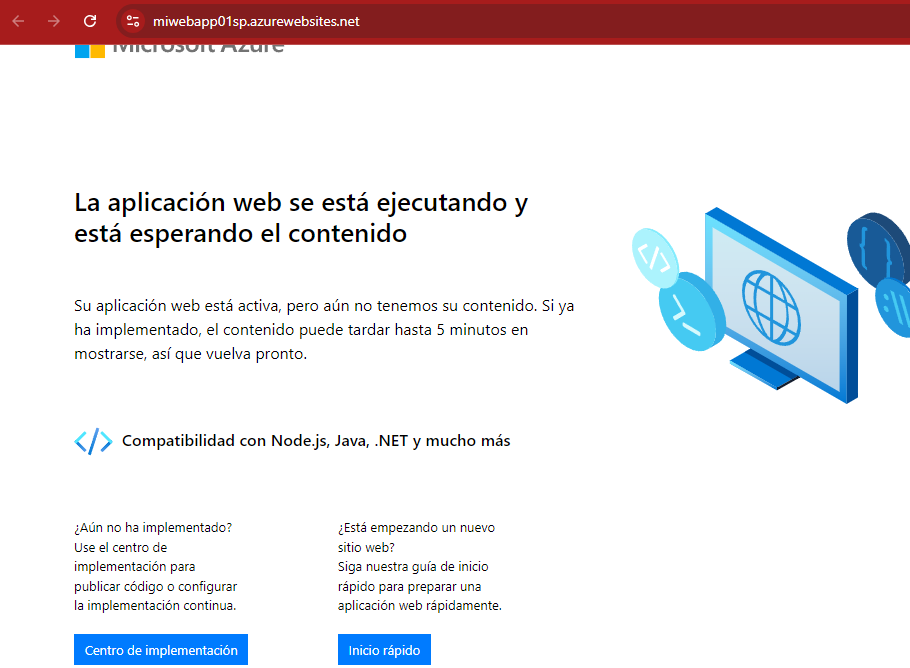 miwebapp01sp.azurewebsites.net
Microsoft Azure
La aplicación web se está ejecutando y
está esperando el contenido
Su aplicación web está activa, pero aún no tenemos su contenido. Si ya
ha implementado, el contenido puede tardar hasta 5 minutos en
mostrarse, así que vuelva pronto.
Compatibilidad con Node.js, Java, .NET y mucho más
¿Aún no ha implementado?
Use el centro de
implementación para
publicar código o configurar
la implementación continua.
Centro de implementación
¿Está empezando un nuevo
sitio web?
Siga nuestra guía de inicio
rápido para preparar una
aplicación web rápidamente.
Inicio rápido